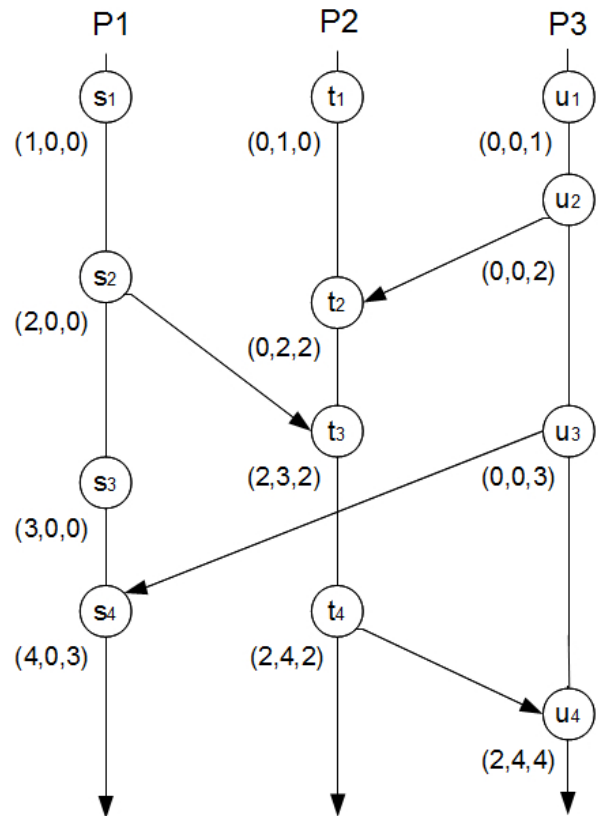 P1 P2 P3
s1 t1 u1
(1,0,0) (0,1,0) (0,0,1)
u2
s2 (0,0,2)
t2
(2,0,0)
(0,2,2)
t3 u3
(2,3,2) (0,0,3)
s3
(3,0,0)
s4 t4
(4,0,3) (2,4,2)
u4
(2,4,4)